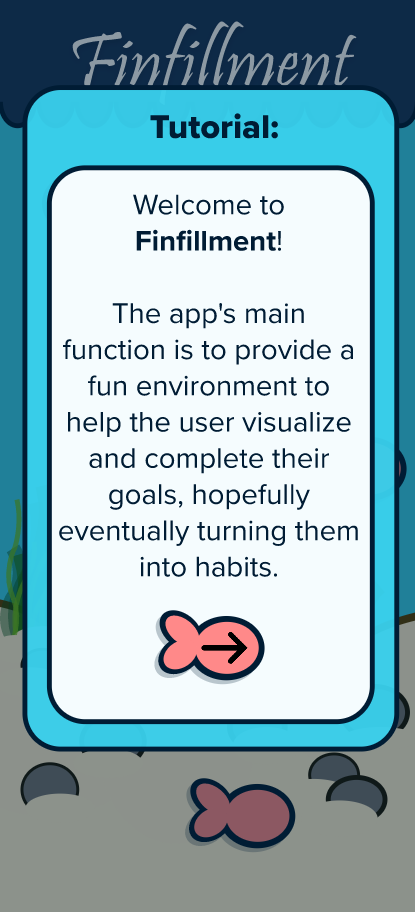 Finfillment
Tutorial:
Welcome to
Finfillment!
The app's main
function is to provide a
fun environment to
help the user visualize
and complete their
goals, hopefully
eventually turning them
into habits.